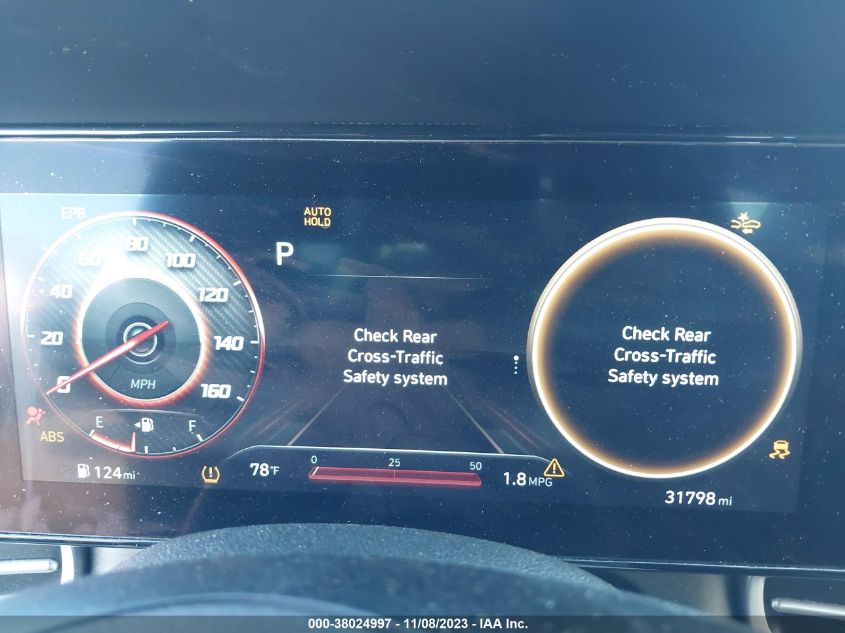 EPB
AUTO
HOLD
P
0
20
40
60
80
100
120
140
160
MPH
Check Rear
Cross-Traffic
Safety system
Check Rear
Cross-Traffic
Safety system
ABS
E
F
124 mi
78°F
0 25 50
1.8 MPG
31798 mi
000-38024997 - 11/08/2023 - IAA Inc.